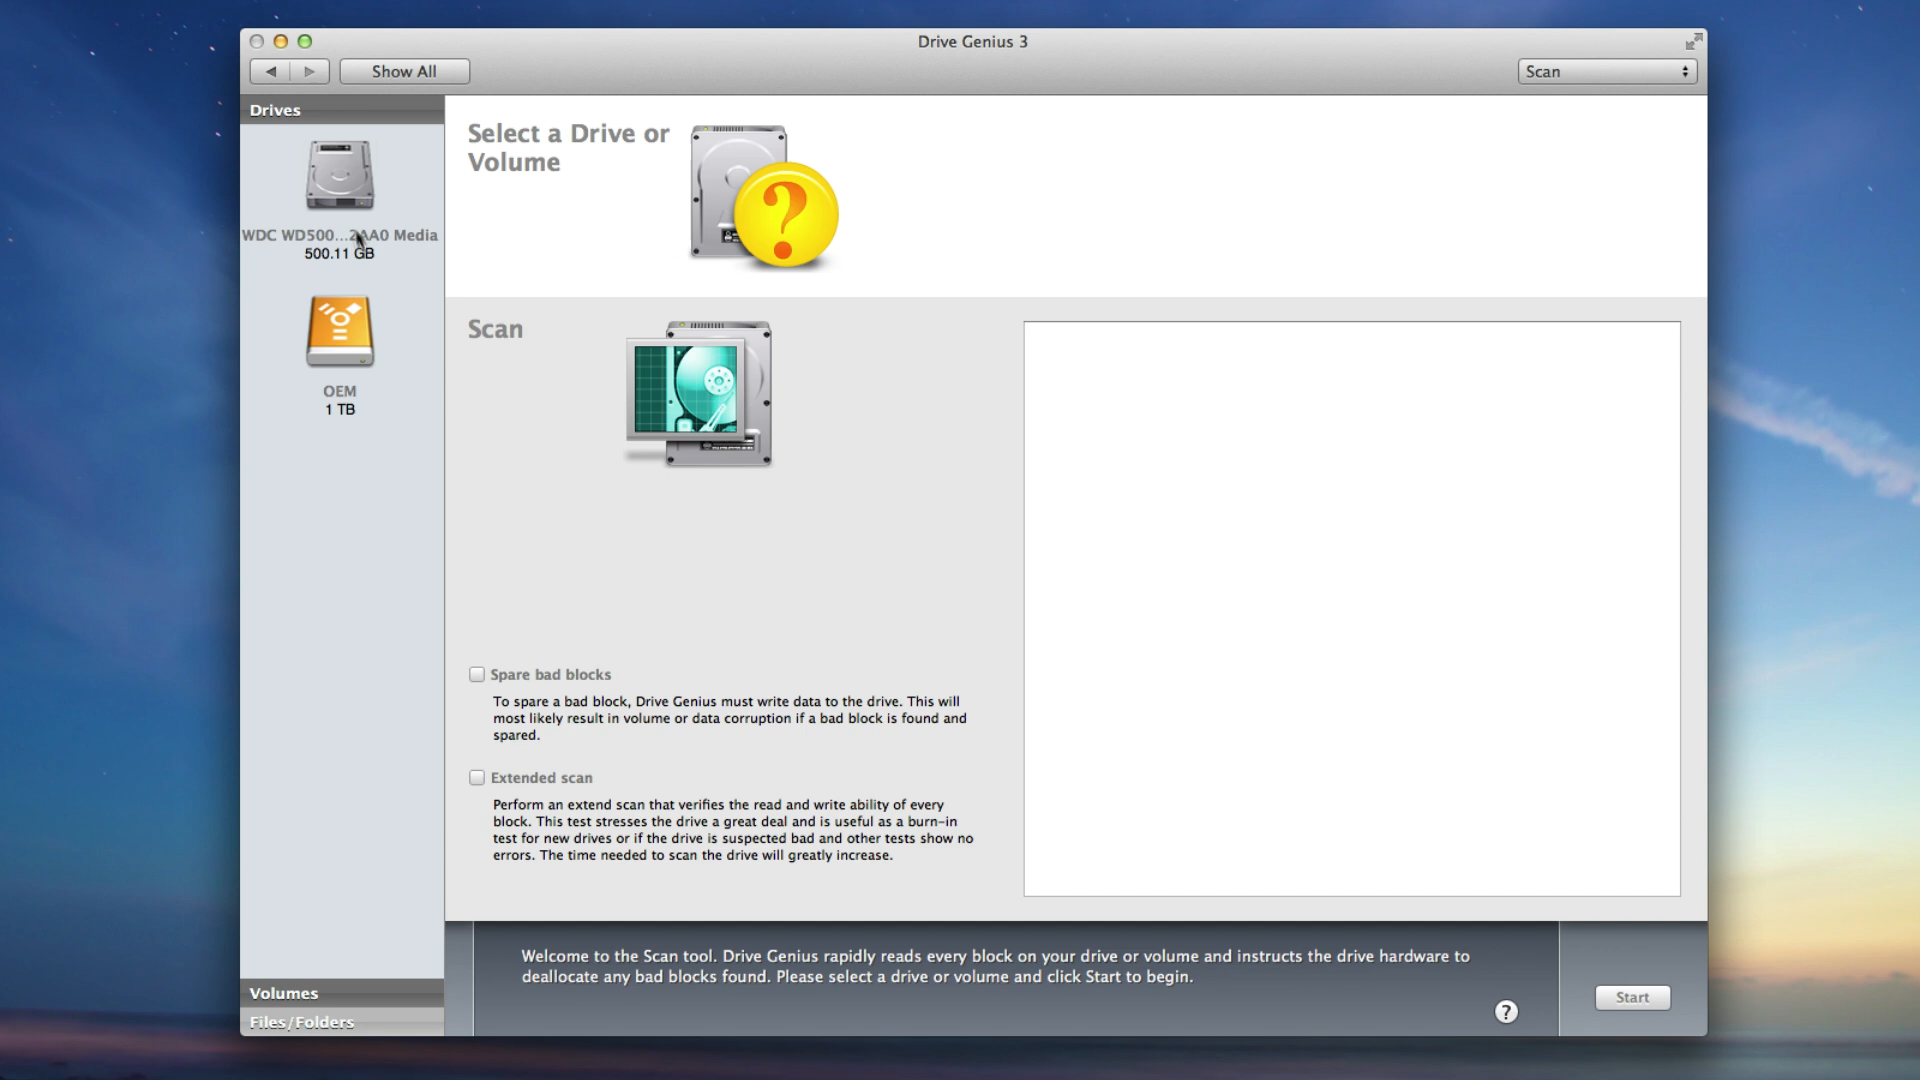 Drive Genius 3
Show All
Scan
Drives
WDC WD500...2AA0 Media
500.11 GB
OEM
1 TB
Volumes
Files/Folders
Select a Drive or
Volume
?
Scan
Spare bad blocks
To spare a bad block, Drive Genius must write data to the drive. This will
most likely result in volume or data corruption if a bad block is found and
spared.
Extended scan
Perform an extend scan that verifies the read and write ability of every
block. This test stresses the drive a great deal and is useful as a burn-in
test for new drives or if the drive is suspected bad and other tests show no
errors. The time needed to scan the drive will greatly increase.
Welcome to the Scan tool. Drive Genius rapidly reads every block on your drive or volume and instructs the drive hardware to
deallocate any bad blocks found. Please select a drive or volume and click Start to begin.
?
Start